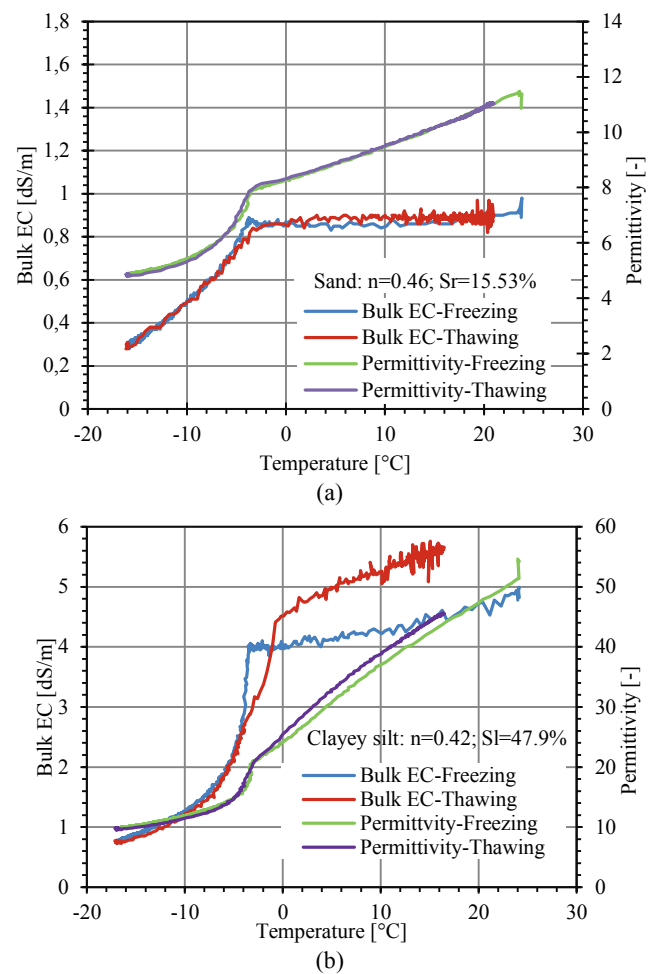 1,8
1,6
1,4
1,2
1
0,8
0,6
0,4
0,2
0
Bulk EC [dS/m]
14
12
10
8
6
4
2
0
Permittivity [-]
Sand: n=0.46; Sr=15.53%
Bulk EC-Freezing
Bulk EC-Thawing
Permittivity-Freezing
Permittivity-Thawing
-20 -10 0 10 20 30
Temperature [°C]
(a)
6
5
4
3
2
1
0
Bulk EC [dS/m]
60
50
40
30
20
10
0
Permittivity [-]
Clayey silt: n=0.42; Sl=47.9%
Bulk EC-Freezing
Bulk EC-Thawing
Permittvity-Freezing
Permittivity-Thawing
-20 -10 0 10 20 30
Temperature [°C]
(b)